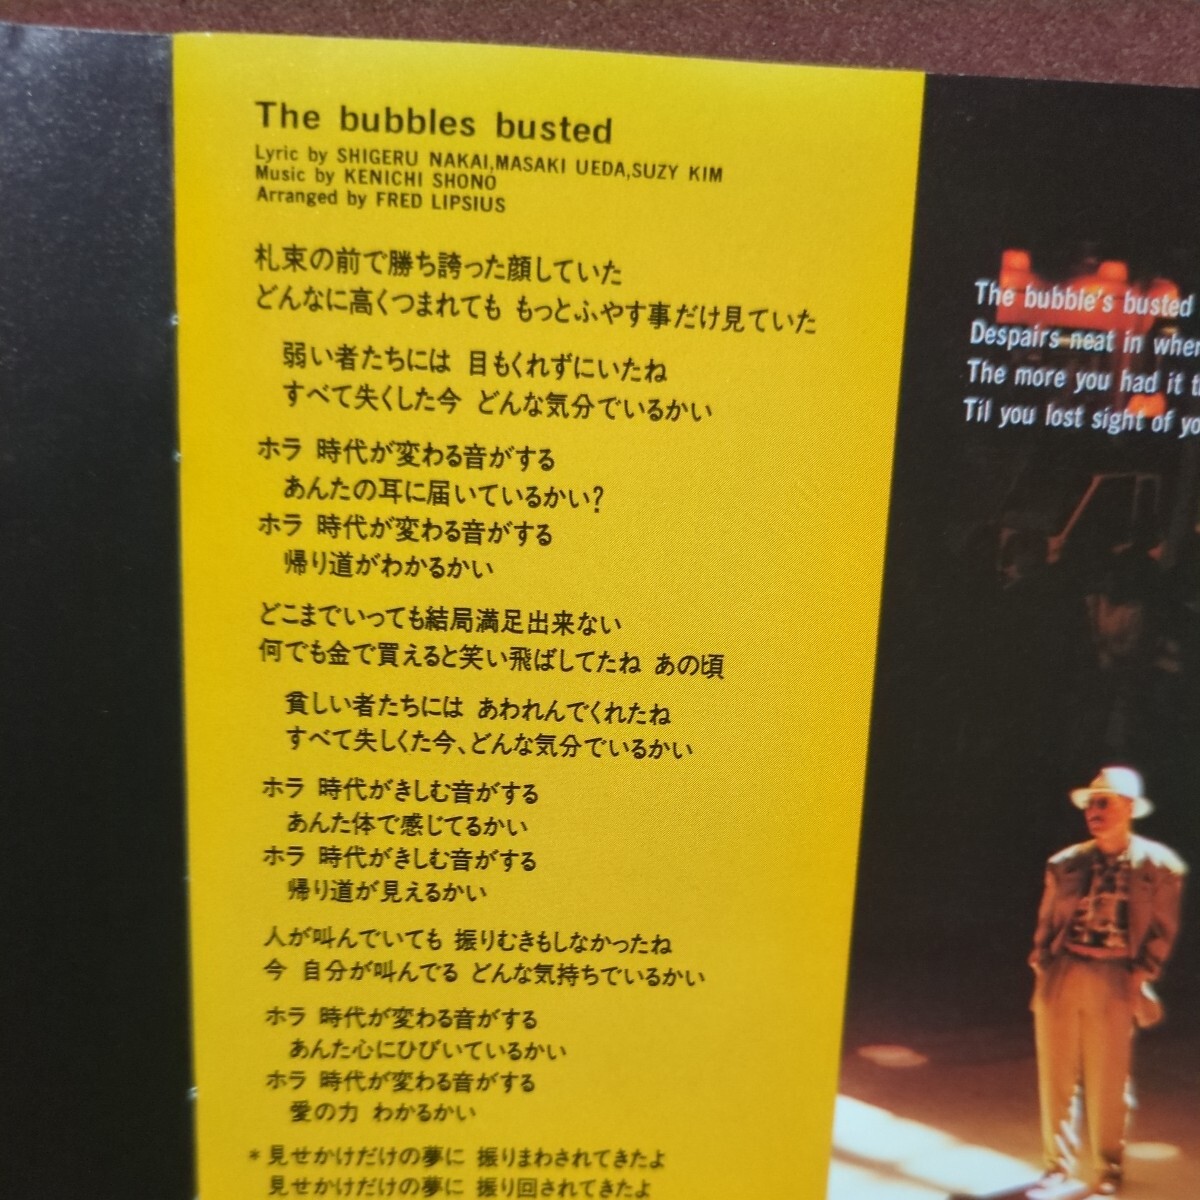 The bubbles busted
Lyric by SHIGERU NAKAI,MASAKI UEDA,SUZY KIM
Music by KENICHI SHONO
Arranged by FRED LIPSIUS
札束の前で勝ち誇った顔していた
どんなに高くつまれても もっとふやす事だけ見ていた
弱い者たちには 目もくれずにいたね
すべて失くした今 どんな気分でいるかい
ホラ 時代が変わる音がする
あんたの耳に届いているかい?
ホラ 時代が変わる音がする
帰り道がわかるかい
どこまでいっても結局満足出来ない
何でも金で買えると笑い飛ばしてたね あの頃
貧しい者たちには あわれんでくれたね
すべて失しくた今、どんな気分でいるかい
ホラ 時代がきしむ音がする
あんた体で感じてるかい
ホラ 時代がきしむ音がする
帰り道が見えるかい
人が叫んでいても 振りむきもしなかったね
今 自分が叫んでる どんな気持ちでいるかい
ホラ 時代が変わる音がする
あんた心にひびいているかい
ホラ 時代が変わる音がする
愛の力 わかるかい
*見せかけだけの夢に 振りまわされてきたよ
見せかけだけの夢に 振り回されてきたよ
The bubble's busted
Despairs neat in
The more you had it
Til you lost sight of